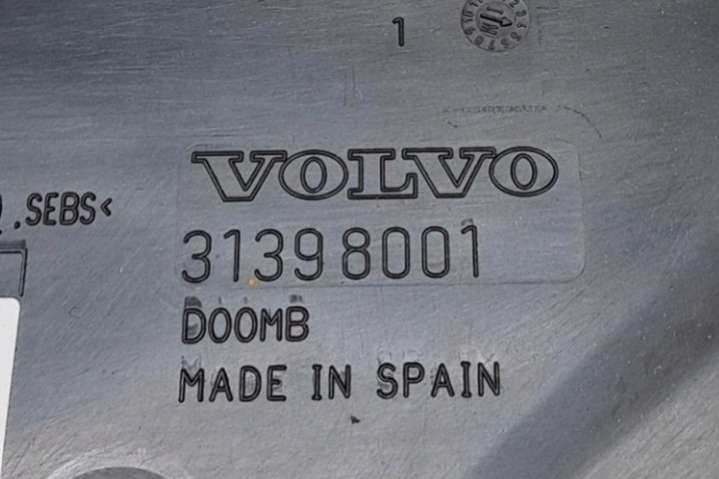 1
VOLVO
.SEBS<
31398001
DOOMB
MADE IN SPAIN